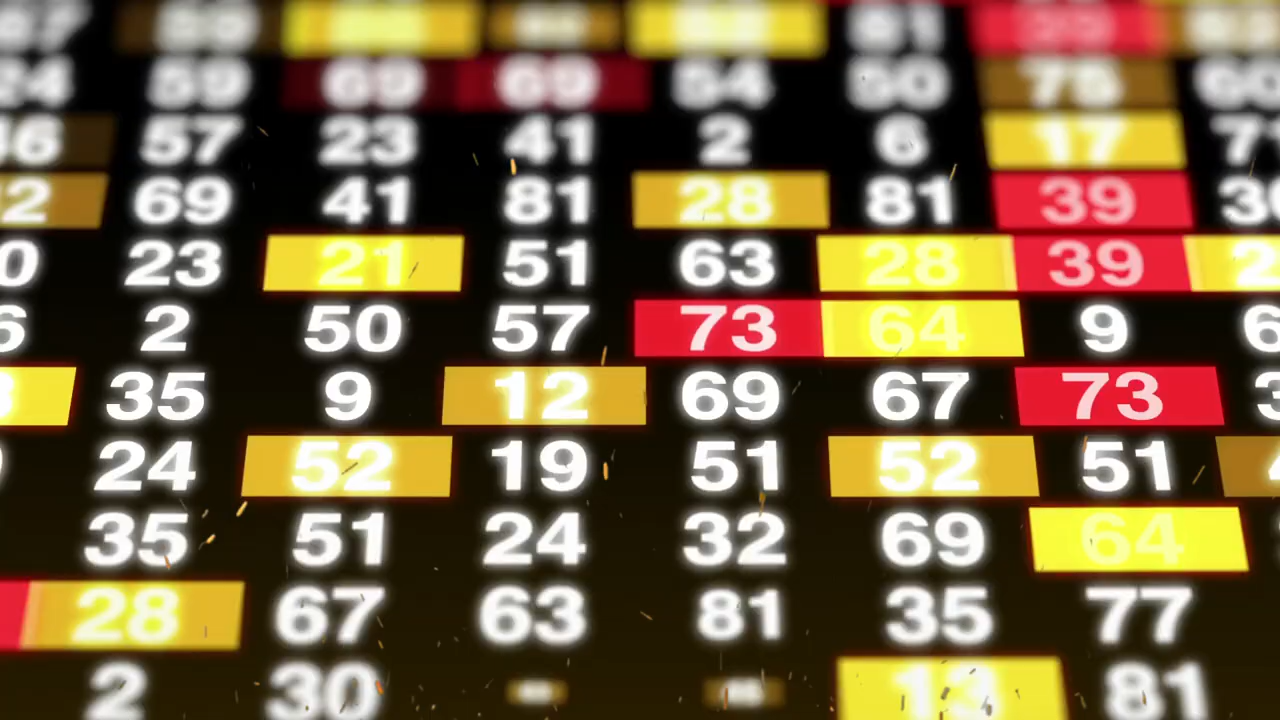 59 69 69 54 50 75
57 23 41 2 6 17
69 41 81 28 81 39
23 21 51 63 28 39
2 50 57 73 64 9
35 9 12 69 67 73
24 52 19 51 52 51
35 51 24 32 69 64
28 67 63 81 35 77
2 30 13 81